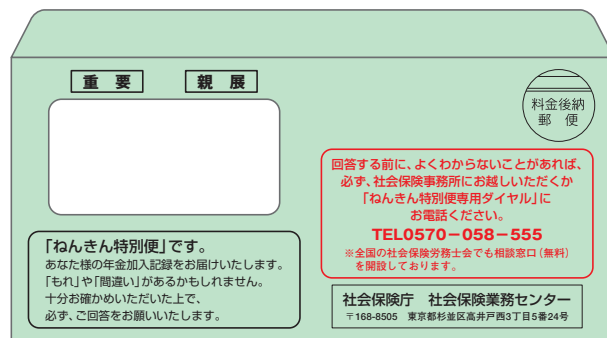 重要
親展
料金後納
郵便
回答する前に、よくわからないことがあれば、
必ず、社会保険事務所にお越しいただくか
「ねんきん特別便専用ダイヤル」に
お電話ください。
TEL0570－058－555
※全国の社会保険労務士会でも相談窓口（無料）
を開設しております。
「ねんきん特別便」です。
あなた様の年金加入記録をお届けいたします。
「もれ」や「間違い」があるかもしれません。
十分お確かめいただいた上で、
必ず、ご回答をお願いいたします。
社会保険庁　社会保険業務センター
〒168-8505　東京都杉並区高井戸西3丁目5番24号